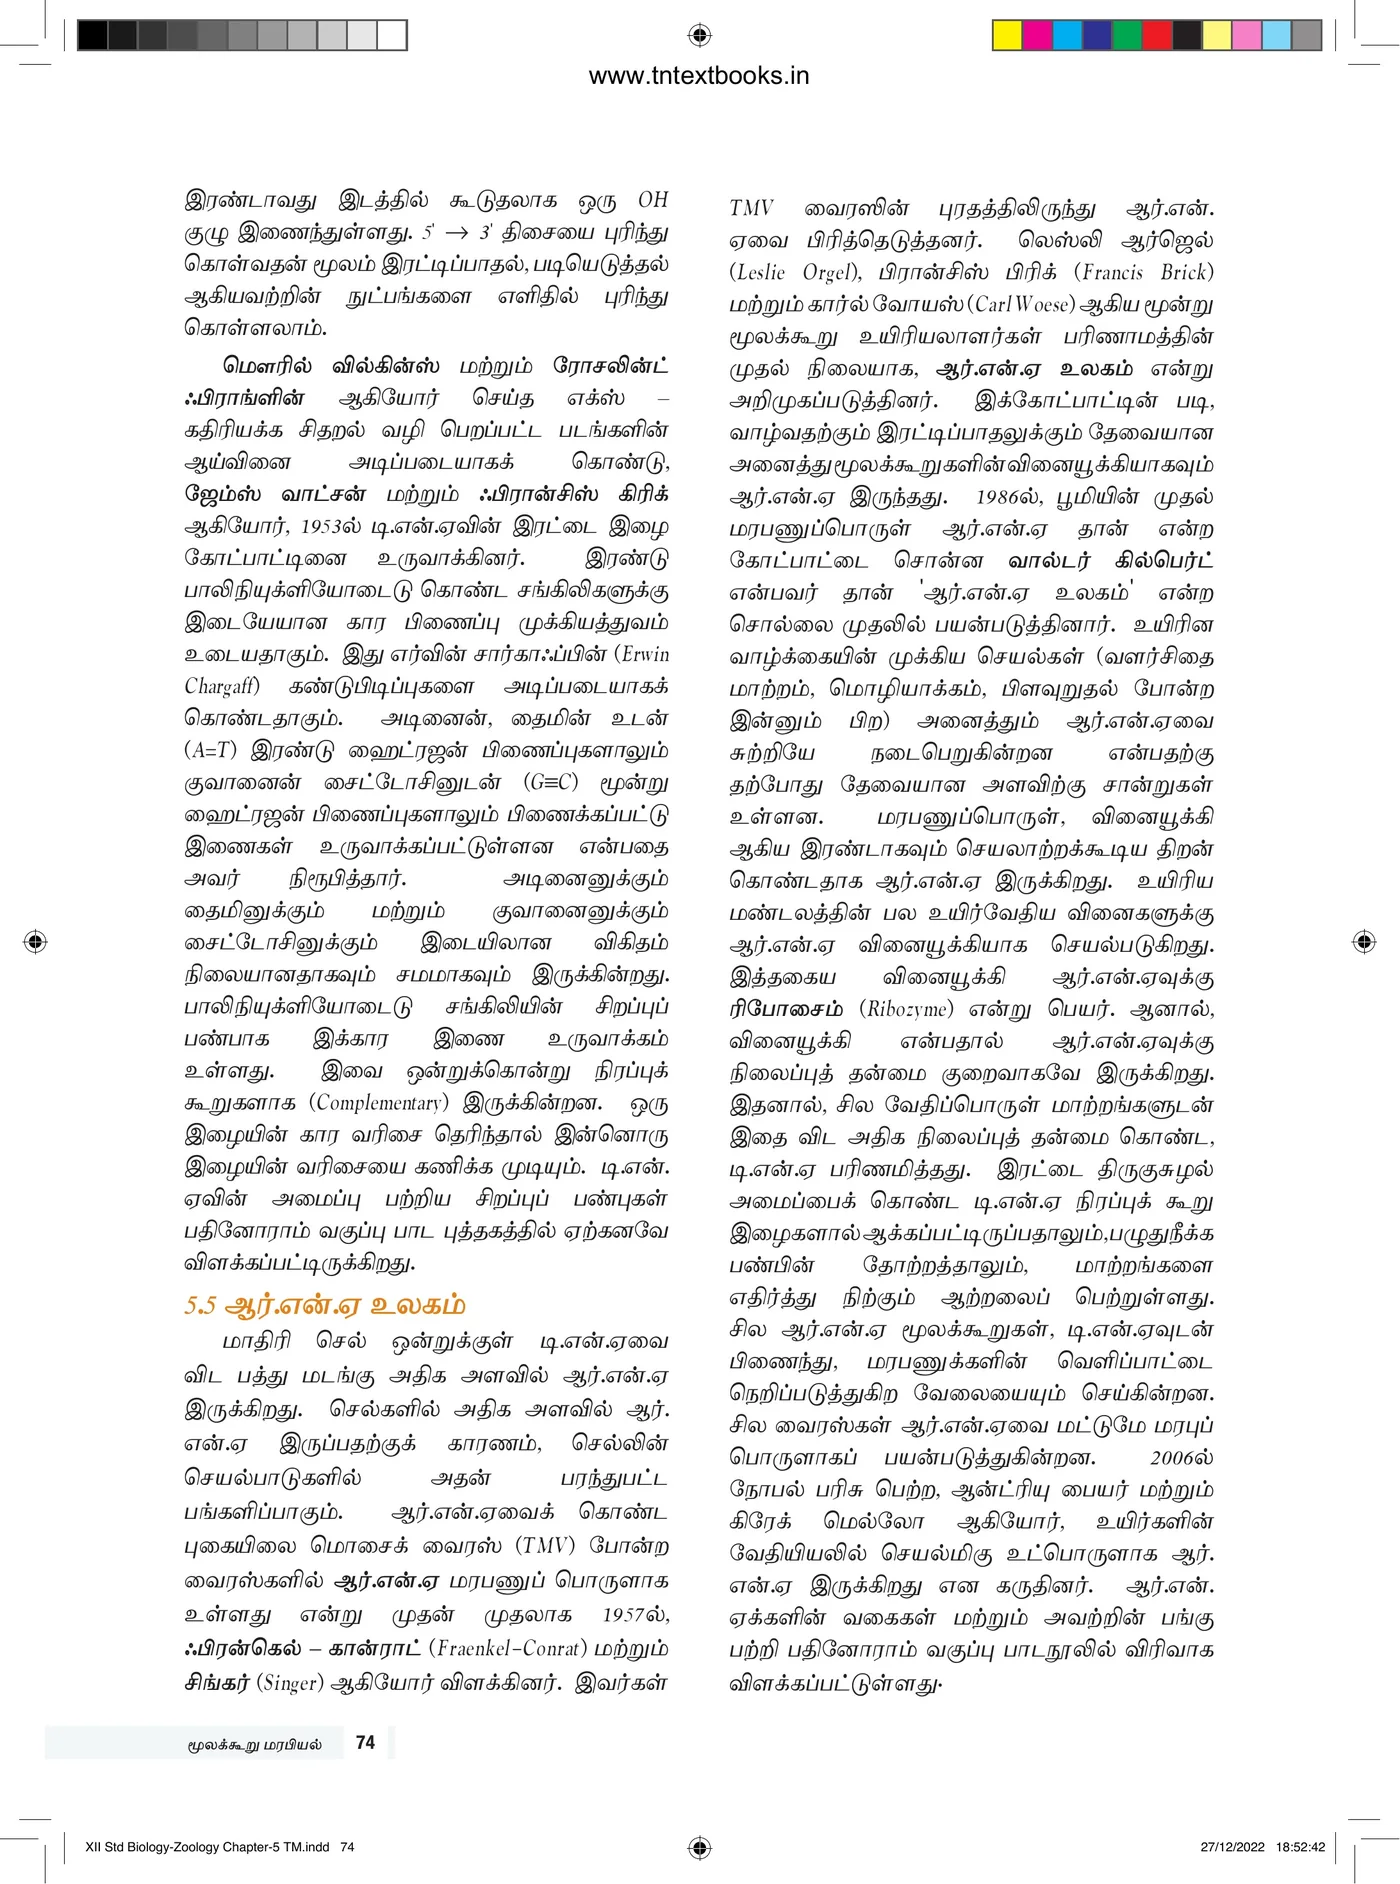 www.tntextbooks.in
இரண்டாவது இடத்தில் கூடுதலாக ஒரு OH
குழு இணைந்துள்ளது. 5' → 3' திசையை புரிந்து
கொள்வதன் மூலம் இரட்டிப்பாதல், படியெடுத்தல்
ஆகியவற்றின் நுட்பங்களை எளிதில் புரிந்து
கொள்ளலாம்.
மௌரில் வில்கின்ஸ் மற்றும் ரோசலின்ட்
ஃபிராங்ளின் ஆகியோர் செய்த எக்ஸ் –
கதிரியக்க சிதறல் வழி பெறப்பட்ட படங்களின்
ஆய்வினை அடிப்படையாகக் கொண்டு,
ஜேம்ஸ் வாட்சன் மற்றும் ஃபிரான்சிஸ் கிரிக்
ஆகியோர், 1953ல் டி.என்.ஏவின் இரட்டை இழை
கோட்பாட்டினை உருவாக்கினர். இரண்டு
பாலிநியுக்ளியோடைடு கொண்ட சங்கிலிகளுக்கு
இடையேயான கார பிணைப்பு முக்கியத்துவம்
உடையதாகும். இது எர்வின் சார்காஃப்பின் (Erwin
Chargaff) கண்டுபிடிப்புகளை அடிப்படையாகக்
கொண்டதாகும். அடினைன், தைமின் உடன்
(A=T) இரண்டு ஹைட்ரஜன் பிணைப்புகளாலும்
குவானைன் சைட்டோசினுடன் (G≡C) மூன்று
ஹைட்ரஜன் பிணைப்புகளாலும் பிணைக்கப்பட்டு
இணைகள் உருவாக்கப்பட்டுள்ளன என்பதை
அவர் நிரூபித்தார். அடினைனுக்கும்
தைமினுக்கும் மற்றும் குவானைனுக்கும்
சைட்டோசினுக்கும் இடையிலான விகிதம்
நிலையானதாகவும் சமமாகவும் இருக்கின்றது.
பாலிநியுக்ளியோடைடு சங்கிலியின் சிறப்புப்
பண்பாக இக்கார இணை உருவாக்கம்
உள்ளது. இவை ஒன்றுக்கொன்று நிரப்புக்
கூறுகளாக (Complementary) இருக்கின்றன. ஒரு
இழையின் கார வரிசை தெரிந்தால் இன்னொரு
இழையின் வரிசையை கணிக்க முடியும். டி.என்.
ஏவின் அமைப்பு பற்றிய சிறப்புப் பண்புகள்
பதினோராம் வகுப்பு பாட புத்தகத்தில் ஏற்கனவே
விளக்கப்பட்டிருக்கிறது.
5.5 ஆர்.என்.ஏ உலகம்
மாதிரி செல் ஒன்றுக்குள் டி.என்.ஏவை
விட பத்து மடங்கு அதிக அளவில் ஆர்.என்.ஏ
இருக்கிறது. செல்களில் அதிக அளவில் ஆர்.
என்.ஏ இருப்பதற்குக் காரணம், செல்லின்
செயல்பாடுகளில் அதன் பரந்துபட்ட
பங்களிப்பாகும். ஆர்.என்.ஏவைக் கொண்ட
புகையிலை மொசைக் வைரஸ் (TMV) போன்ற
வைரஸ்களில் ஆர்.என்.ஏ மரபணுப் பொருளாக
உள்ளது என்று முதன் முதலாக 1957ல்,
ஃபிரன்கெல் – கான்ராட் (Fraenkel–Conrat) மற்றும்
சிங்கர் (Singer) ஆகியோர் விளக்கினர். இவர்கள்
TMV வைரஸின் புரதத்திலிருந்து ஆர்.என்.
ஏவை பிரித்தெடுத்தனர். லெஸ்லி ஆர்ஜெல்
(Leslie Orgel), பிரான்சிஸ் பிரிக் (Francis Brick)
மற்றும் கார்ல் வோயஸ் (Carl Woese) ஆகிய மூன்று
மூலக்கூறு உயிரியலாளர்கள் பரிணாமத்தின்
முதல் நிலையாக, ஆர்.என்.ஏ உலகம் என்று
அறிமுகப்படுத்தினர். இக்கோட்பாட்டின் படி,
வாழ்வதற்கும் இரட்டிப்பாதலுக்கும் தேவையான
அனைத்து மூலக்கூறுகளின் வினையூக்கியாகவும்
ஆர்.என்.ஏ இருந்தது. 1986ல், பூமியின் முதல்
மரபணுப்பொருள் ஆர்.என்.ஏ தான் என்ற
கோட்பாட்டை சொன்ன வால்டர் கில்பெர்ட்
என்பவர் தான் 'ஆர்.என்.ஏ உலகம்' என்ற
சொல்லை முதலில் பயன்படுத்தினார். உயிரின
வாழ்க்கையின் முக்கிய செயல்கள் (வளர்சிதை
மாற்றம், மொழியாக்கம், பிளவுறுதல் போன்ற
இன்னும் பிற) அனைத்தும் ஆர்.என்.ஏவை
சுற்றியே நடைபெறுகின்றன என்பதற்கு
தற்போது தேவையான அளவிற்கு சான்றுகள்
உள்ளன. மரபணுப்பொருள், வினையூக்கி
ஆகிய இரண்டாகவும் செயலாற்றக்கூடிய திறன்
கொண்டதாக ஆர்.என்.ஏ இருக்கிறது. உயிரிய
மண்டலத்தின் பல உயிர்வேதிய வினைகளுக்கு
ஆர்.என்.ஏ வினையூக்கியாக செயல்படுகிறது.
இத்தகைய வினையூக்கி ஆர்.என்.ஏவுக்கு
ரிபோசைம் (Ribozyme) என்று பெயர். ஆனால்,
வினையூக்கி என்பதால் ஆர்.என்.ஏவுக்கு
நிலைப்புத் தன்மை குறைவாகவே இருக்கிறது.
இதனால், சில வேதிப்பொருள் மாற்றங்களுடன்
இதை விட அதிக நிலைப்புத் தன்மை கொண்ட,
டி.என்.ஏ பரிணமித்தது. இரட்டை திருகுசுழல்
அமைப்பைக் கொண்ட டி.என்.ஏ நிரப்புக் கூறு
இழைகளால் ஆக்கப்பட்டிருப்பதாலும்,பழுதுநீக்க
பண்பின் தோற்றத்தாலும், மாற்றங்களை
எதிர்த்து நிற்கும் ஆற்றலைப் பெற்றுள்ளது.
சில ஆர்.என்.ஏ மூலக்கூறுகள், டி.என்.ஏவுடன்
பிணைந்து, மரபணுக்களின் வெளிப்பாட்டை
நெறிப்படுத்துகிற வேலையையும் செய்கின்றன.
சில வைரஸ்கள் ஆர்.என்.ஏவை மட்டுமே மரபுப்
பொருளாகப் பயன்படுத்துகின்றன. 2006ல்
நோபல் பரிசு பெற்ற, ஆன்ட்ரியு பையர் மற்றும்
கிரேக் மெல்லோ ஆகியோர், உயிர்களின்
வேதியியலில் செயல்மிகு உட்பொருளாக ஆர்.
என்.ஏ இருக்கிறது என கருதினர். ஆர்.என்.
ஏக்களின் வகைகள் மற்றும் அவற்றின் பங்கு
பற்றி பதினோராம் வகுப்பு பாடநூலில் விரிவாக
விளக்கப்பட்டுள்ளது.
மூலக்கூறு மரபியல் 74
XII Std Biology-Zoology Chapter-5 TM.indd 74 27/12/2022 18:52:42